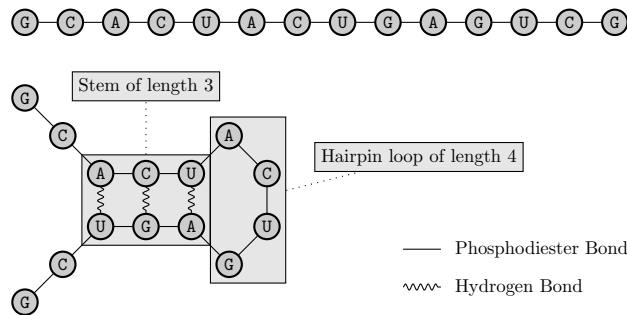 G C A C U A C U G A G U C G
Stem of length 3
G
C
A
A C U
C
Hairpin loop of length 4
U G A
U
C
G
G
Phosphodiester Bond
Hydrogen Bond